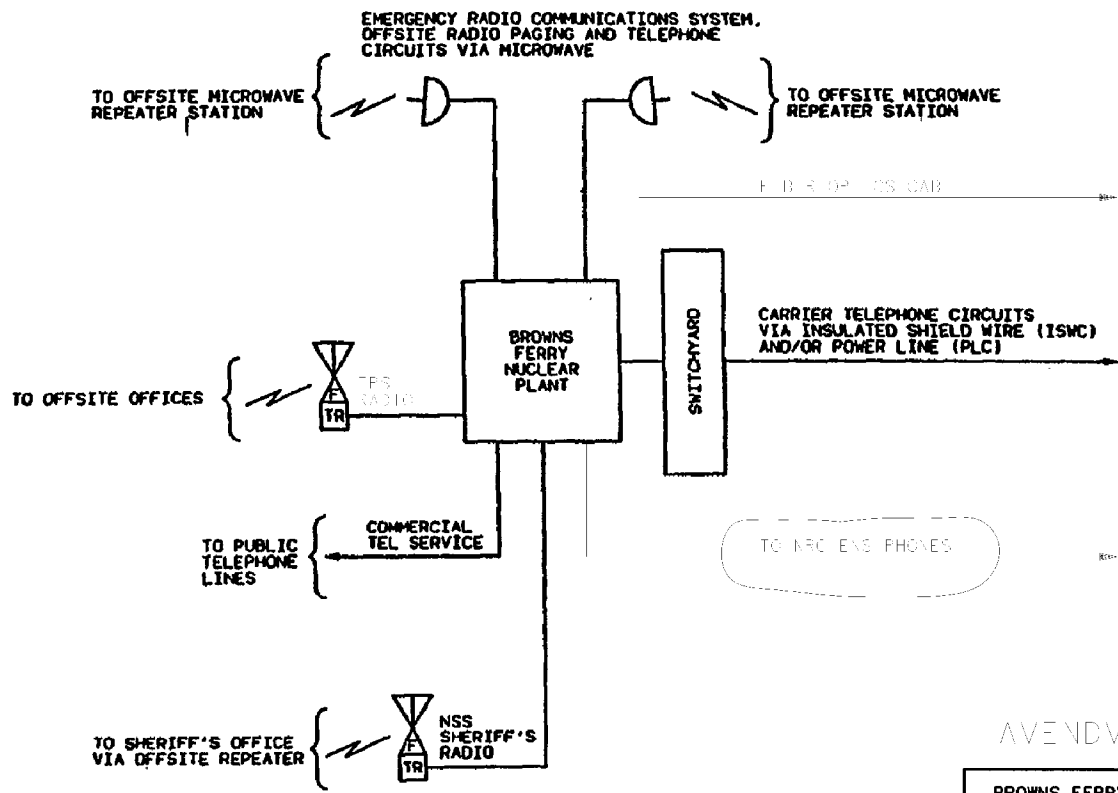 EMERGENCY RADIO COMMUNICATIONS SYSTEM,
OFFSITE RADIO PAGING AND TELEPHONE
CIRCUITS VIA MICROWAVE
TO OFFSITE MICROWAVE
REPEATER STATION
TO OFFSITE MICROWAVE
REPEATER STATION
BROWNS
FERRY
NUCLEAR
PLANT
SWITCHYARD
CARRIER TELEPHONE CIRCUITS
VIA INSULATED SHIELD WIRE (ISWC)
AND/OR POWER LINE (PLC)
TO OFFSITE OFFICES
F
TR
RADIO
COMMERCIAL
TEL SERVICE
TO PUBLIC
TELEPHONE
LINES
TO NRC ENS PHONES
TO SHERIFF'S OFFICE
VIA OFFSITE REPEATER
F
TR
NSS
SHERIFF'S
RADIO
BROWNS